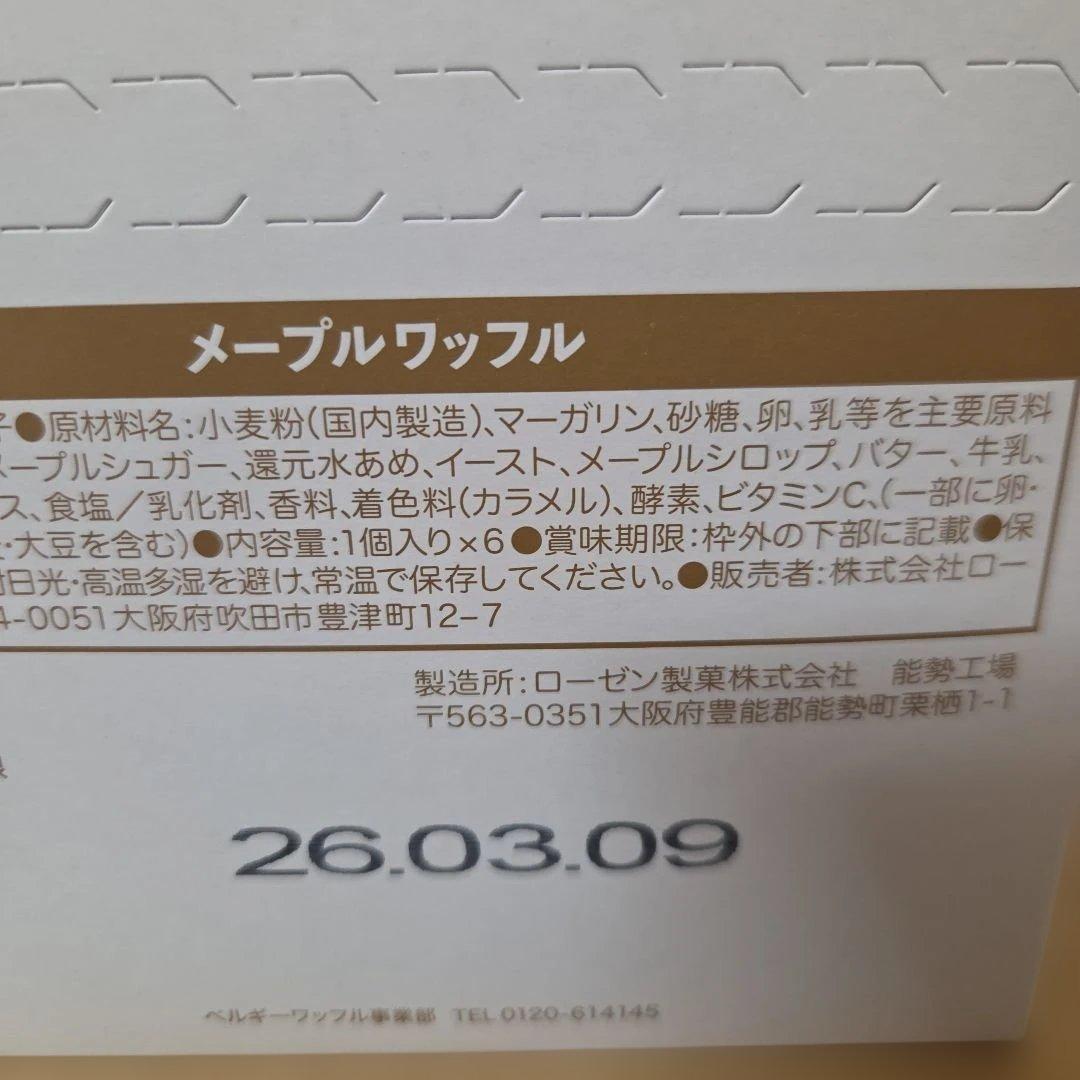 メープルワッフル
子●原材料名:小麦粉(国内製造)、マーガリン、砂糖、卵、乳等を主要原料
メープルシュガー、還元水あめ、イースト、メープルシロップ、バター、牛乳、
ス、食塩/乳化剤、香料、着色料(カラメル)、酵素、ビタミンC、(一部に卵・
・大豆を含む)●内容量:1個入り×6●賞味期限:枠外の下部に記載●保
射日光・高温多湿を避け、常温で保存してください。●販売者:株式会社ロー
4-0051大阪府吹田市豊津町12-7
製造所:ローゼン製菓株式会社 能勢工場
〒563-0351大阪府豊能郡能勢町栗栖1-1
26.03.09
ベルギーワッフル事業部 TEL 0120-614145